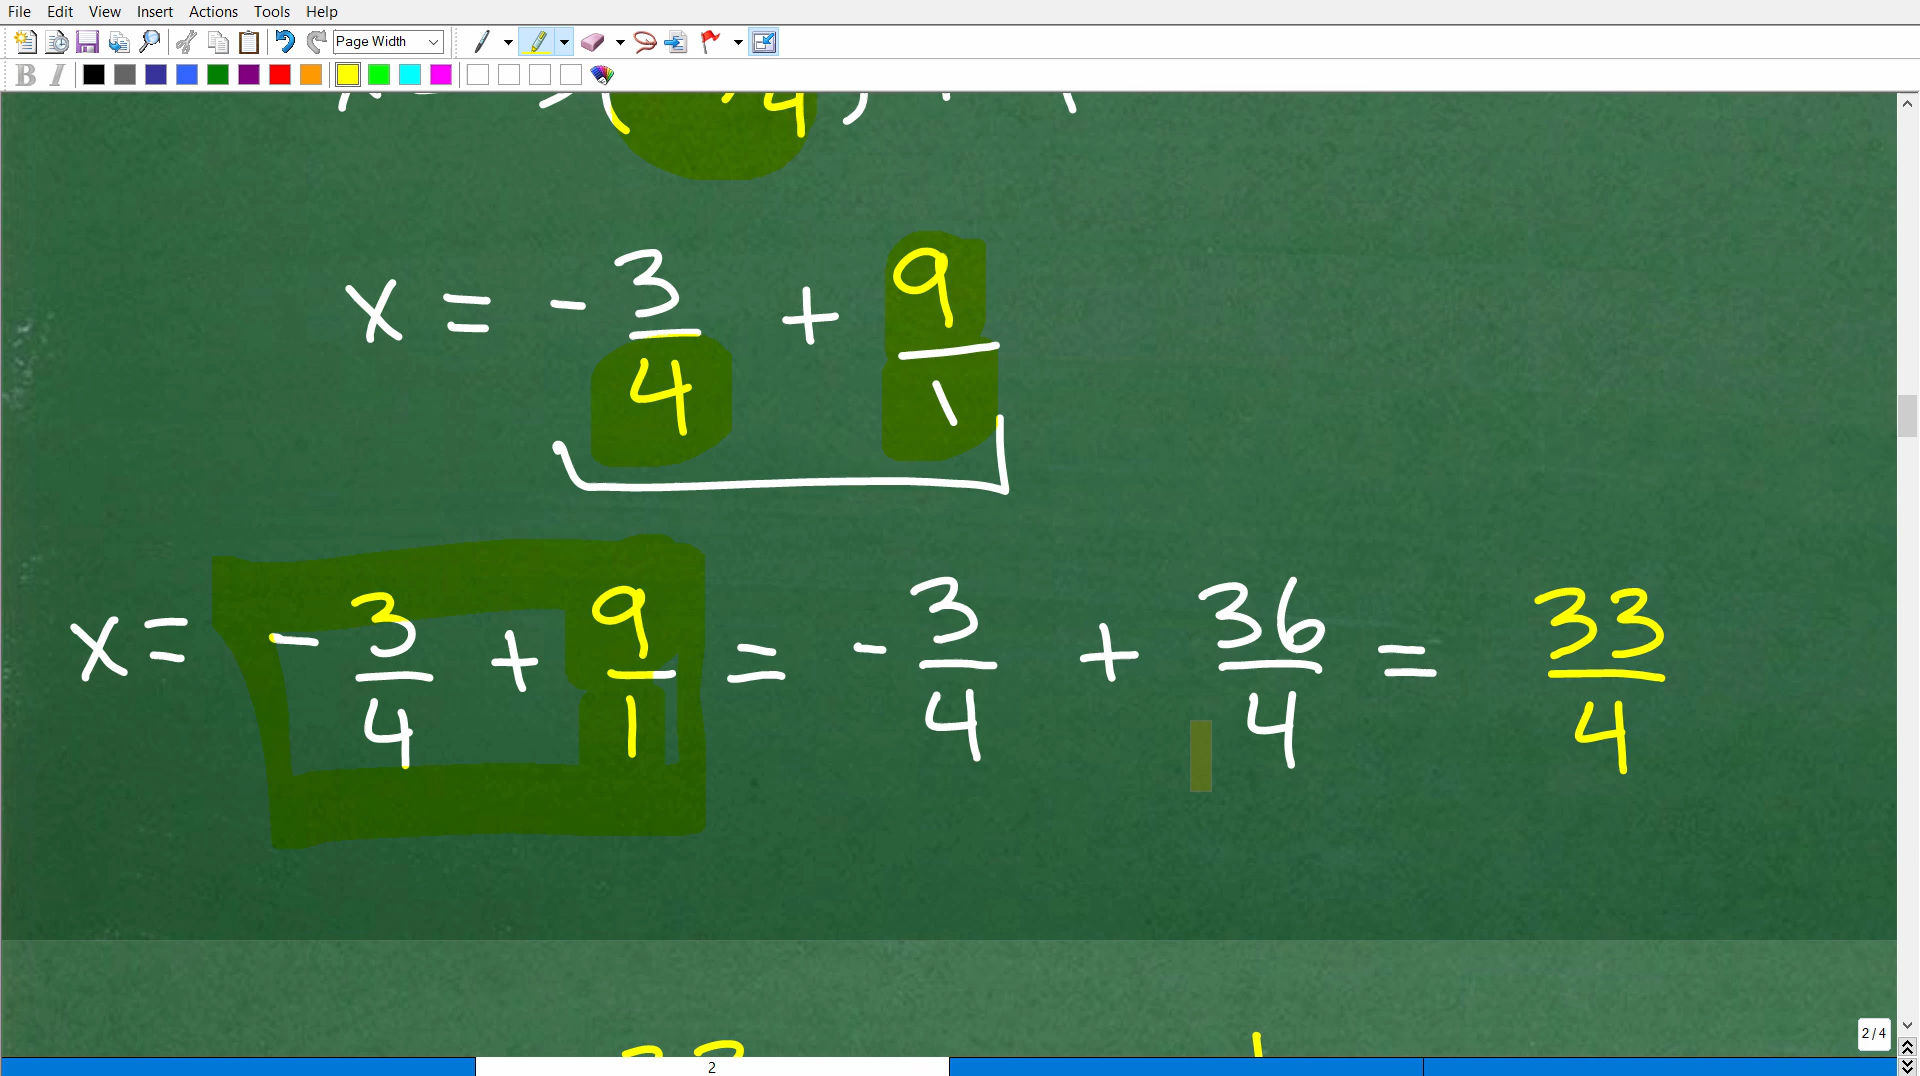 File Edit View Insert Actions Tools Help
Page Width
B I
x = - 3/4 + 9/1
x = - 3/4 + 9/1 = - 3/4 + 36/4 = 33/4
2 / 4
2